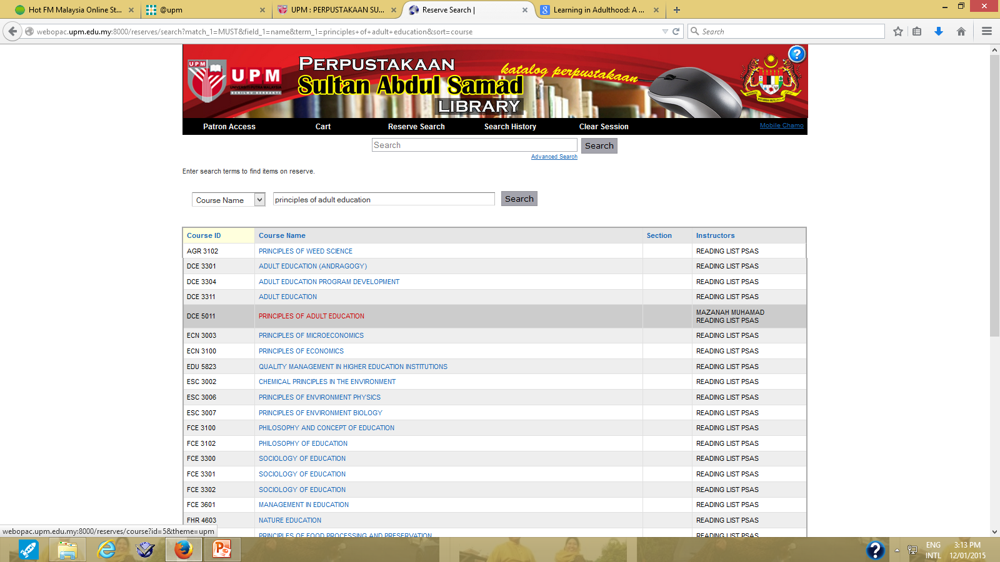 Hot FM Malaysia Online St...
@upm
UPM : PERPUSTAKAAN SU...
Reserve Search |
Learning in Adulthood: A ...
webopac.upm.edu.my:8000/reserves/search?match_1=MUST&field_1=name&term_1=principles+of+adult+education&sort=course
Search
UPM
UPM
UNIVERSITI PUTRA MALAYSIA
BERILMU BERBAKTI
PERPUSTAKAAN
Sultan Abdul Samad
LIBRARY
katalog perpustakaan
?
Patron Access Cart Reserve Search Search History Clear Session Mobile Chamo
Search Search
Advanced Search
Enter search terms to find items on reserve.
Course Name principles of adult education Search
Course ID Course Name Section Instructors
AGR 3102 PRINCIPLES OF WEED SCIENCE READING LIST PSAS
DCE 3301 ADULT EDUCATION (ANDRAGOGY) READING LIST PSAS
DCE 3304 ADULT EDUCATION PROGRAM DEVELOPMENT READING LIST PSAS
DCE 3311 ADULT EDUCATION READING LIST PSAS
DCE 5011 PRINCIPLES OF ADULT EDUCATION MAZANAH MUHAMAD
READING LIST PSAS
ECN 3003 PRINCIPLES OF MICROECONOMICS READING LIST PSAS
ECN 3100 PRINCIPLES OF ECONOMICS READING LIST PSAS
EDU 5823 QUALITY MANAGEMENT IN HIGHER EDUCATION INSTITUTIONS READING LIST PSAS
ESC 3002 CHEMICAL PRINCIPLES IN THE ENVIRONMENT READING LIST PSAS
ESC 3006 PRINCIPLES OF ENVIRONMENT PHYSICS READING LIST PSAS
ESC 3007 PRINCIPLES OF ENVIRONMENT BIOLOGY READING LIST PSAS
FCE 3100 PHILOSOPHY AND CONCEPT OF EDUCATION READING LIST PSAS
FCE 3102 PHILOSOPHY OF EDUCATION READING LIST PSAS
FCE 3300 SOCIOLOGY OF EDUCATION READING LIST PSAS
FCE 3301 SOCIOLOGY OF EDUCATION READING LIST PSAS
FCE 3302 SOCIOLOGY OF EDUCATION READING LIST PSAS
FCE 3601 MANAGEMENT IN EDUCATION READING LIST PSAS
FHR 4603 NATURE EDUCATION READING LIST PSAS
PRINCIPLES OF FOOD PROCESSING AND PRESERVATION READING LIST PSAS
webopac.upm.edu.my:8000/reserves/course?id=5&theme=upm
? ENG 3:13 PM
INTL 12/01/2015